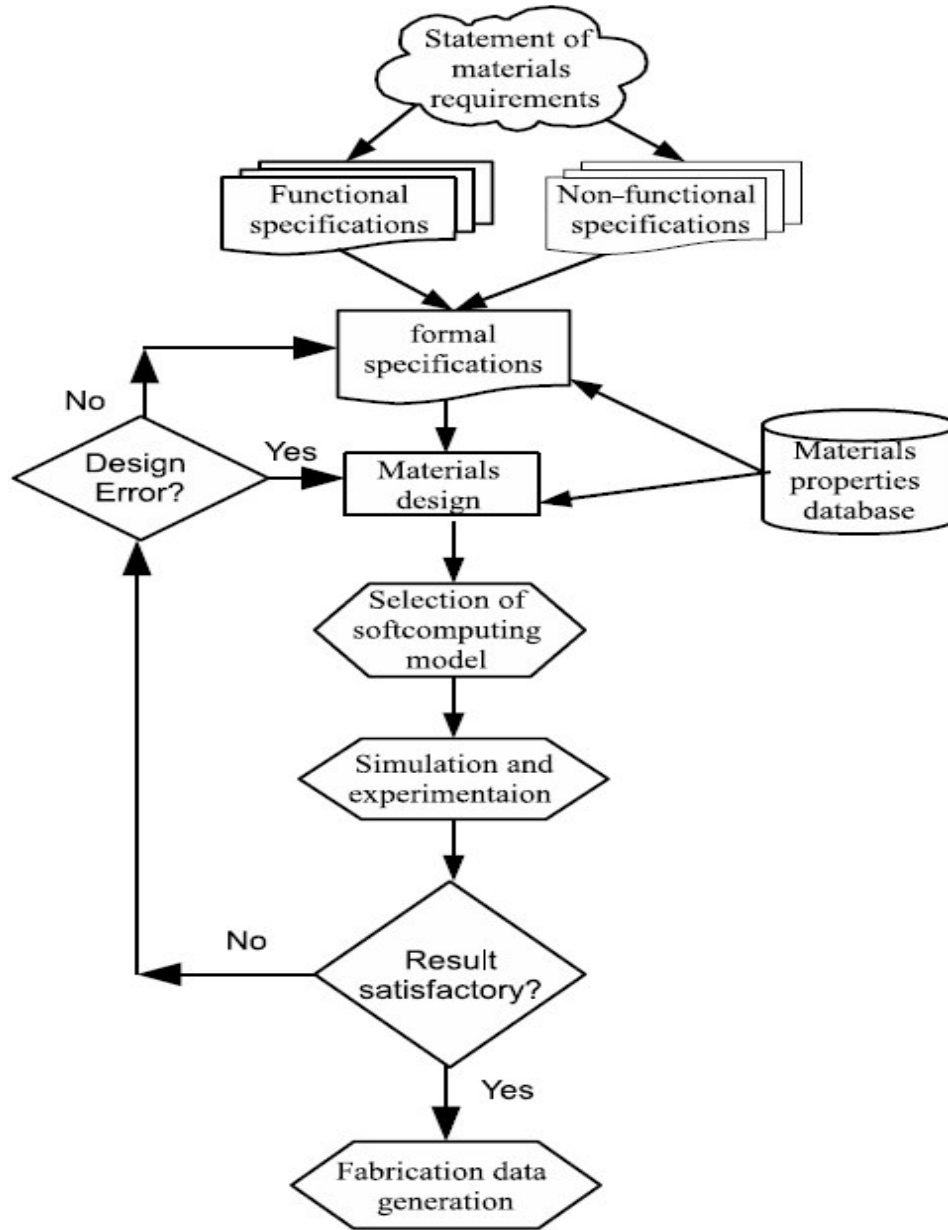 Statement of
materials
requirements
Functional
specifications
Non-functional
specifications
formal
specifications
No
Design
Error?
Yes
Materials
design
Materials
properties
database
Selection of
softcomputing
model
Simulation and
experimentaion
No
Result
satisfactory?
Yes
Fabrication data
generation